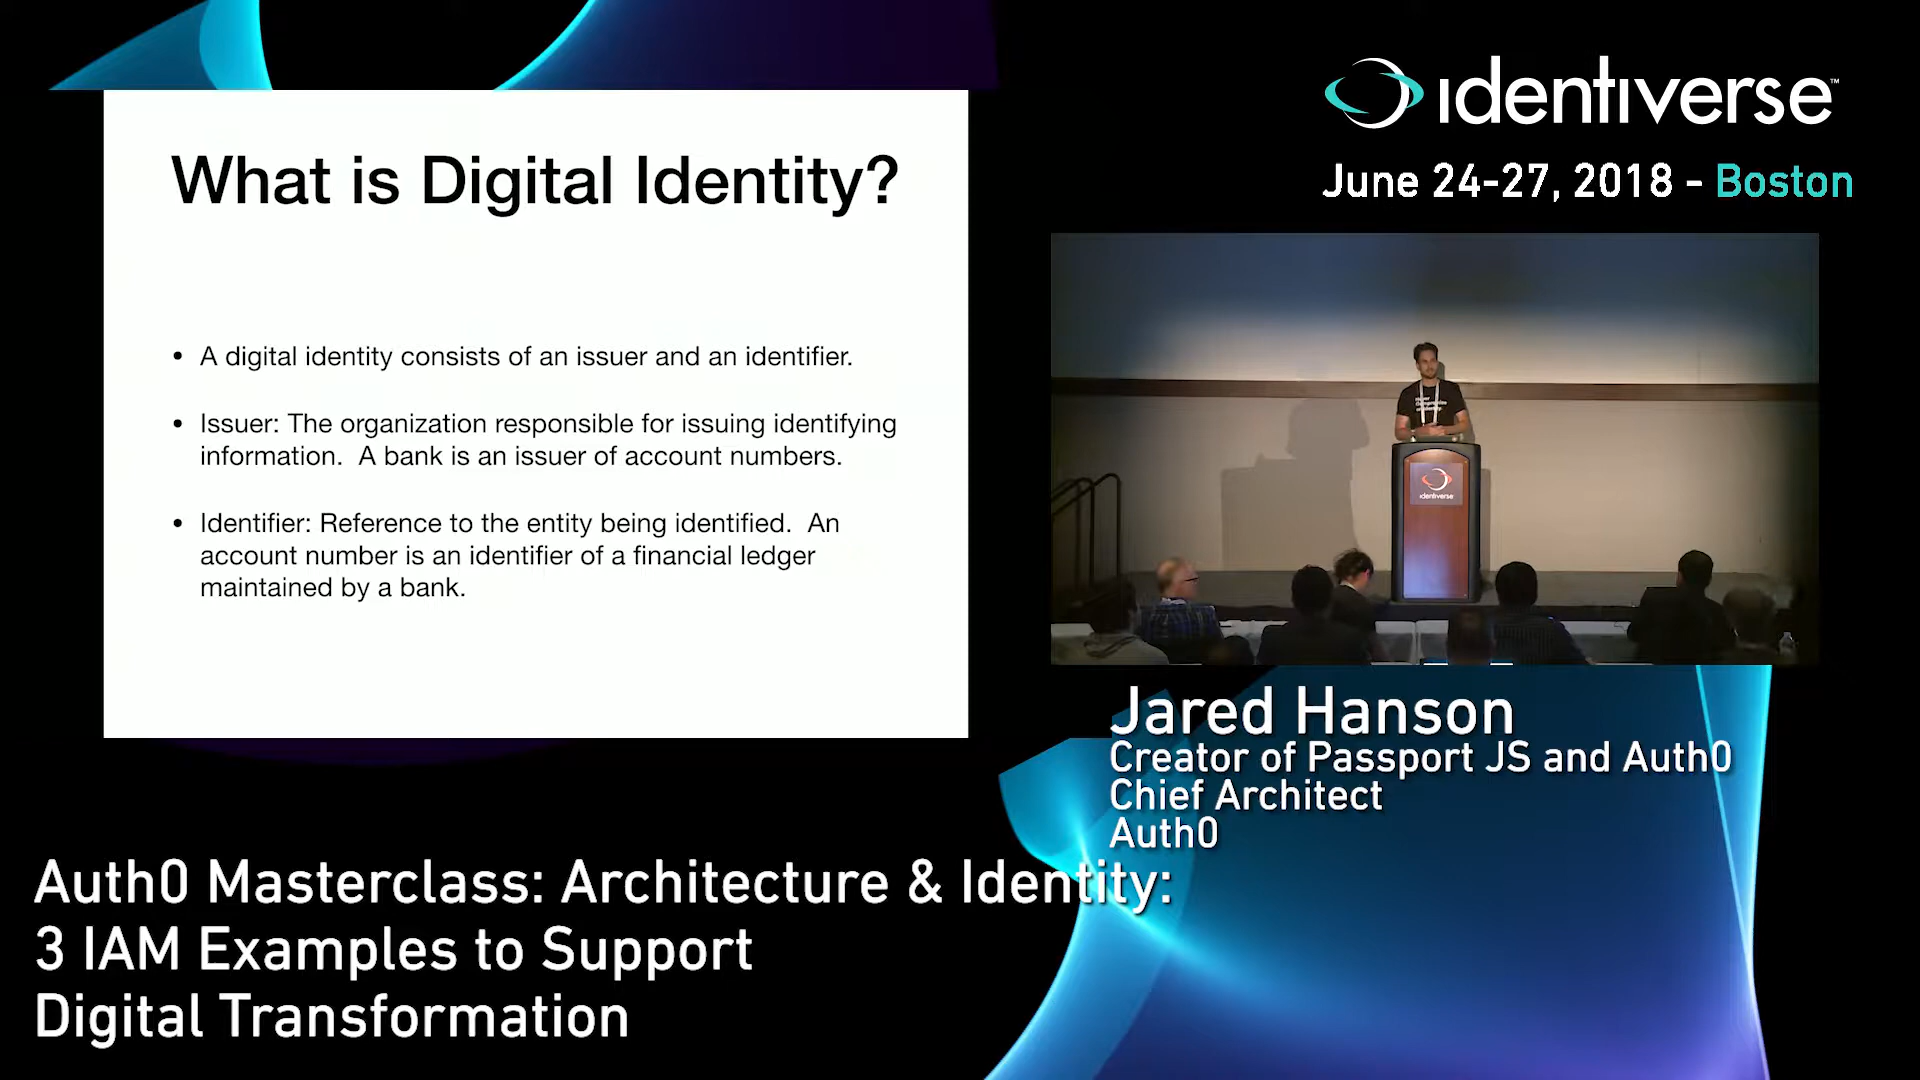 What is Digital Identity?
• A digital identity consists of an issuer and an identifier.
• Issuer: The organization responsible for issuing identifying
information. A bank is an issuer of account numbers.
• Identifier: Reference to the entity being identified. An
account number is an identifier of a financial ledger
maintained by a bank.
identiverse™
June 24-27, 2018 - Boston
identiverse
Jared Hanson
Creator of Passport JS and Auth0
Chief Architect
Auth0
Auth0 Masterclass: Architecture & Identity:
3 IAM Examples to Support
Digital Transformation